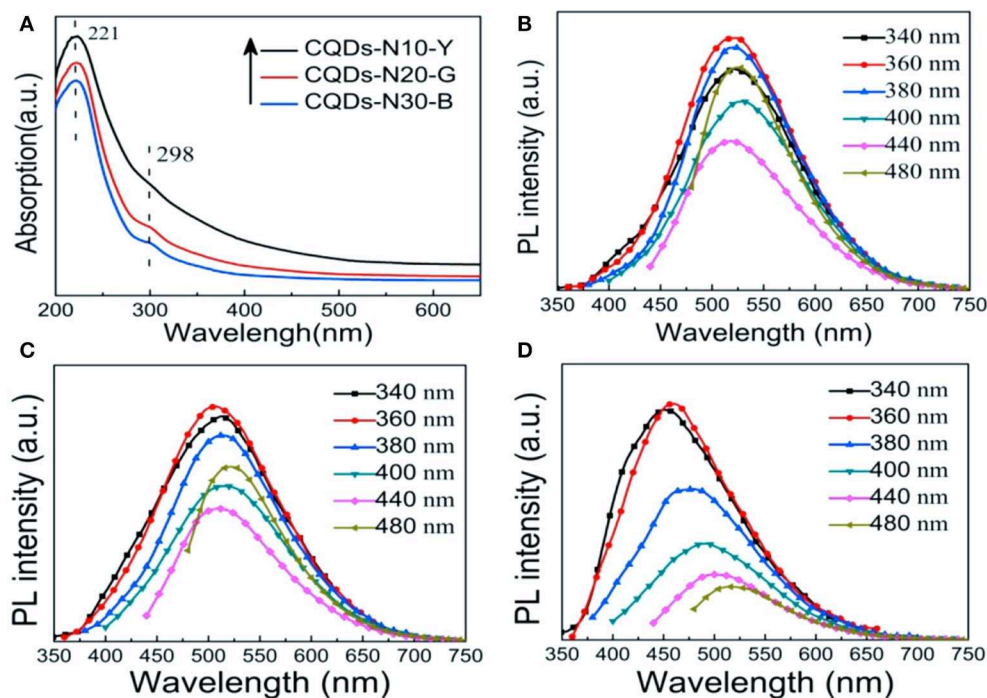 A
221
298
CQDs-N10-Y
CQDs-N20-G
CQDs-N30-B
Absorption(a.u.)
200 300 400 500 600
Wavelengh(nm)
B
340 nm
360 nm
380 nm
400 nm
440 nm
480 nm
PL intensity (a.u.)
350 400 450 500 550 600 650 700 750
Wavelength (nm)
C
340 nm
360 nm
380 nm
400 nm
440 nm
480 nm
PL intensity (a.u.)
350 400 450 500 550 600 650 700 750
Wavelength (nm)
D
340 nm
360 nm
380 nm
400 nm
440 nm
480 nm
PL intensity (a.u.)
350 400 450 500 550 600 650 700 750
Wavelength (nm)